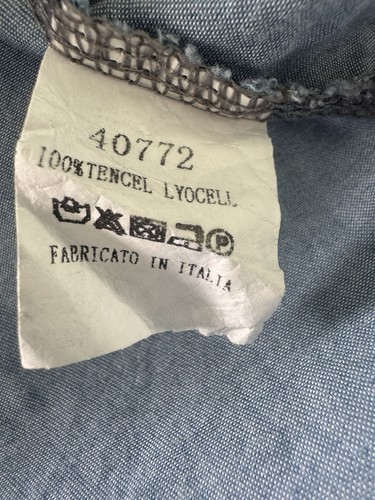 40772
100%TENCEL LYOCELL
P
FABRICATO IN ITALIA